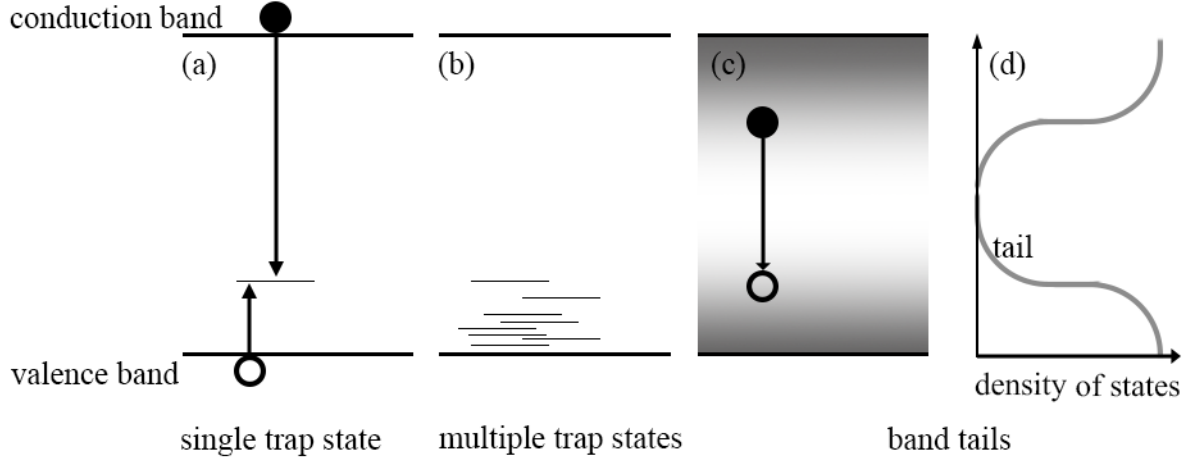 conduction band
(a)
(b)
(c)
(d)
tail
valence band
density of states
single trap state
multiple trap states
band tails